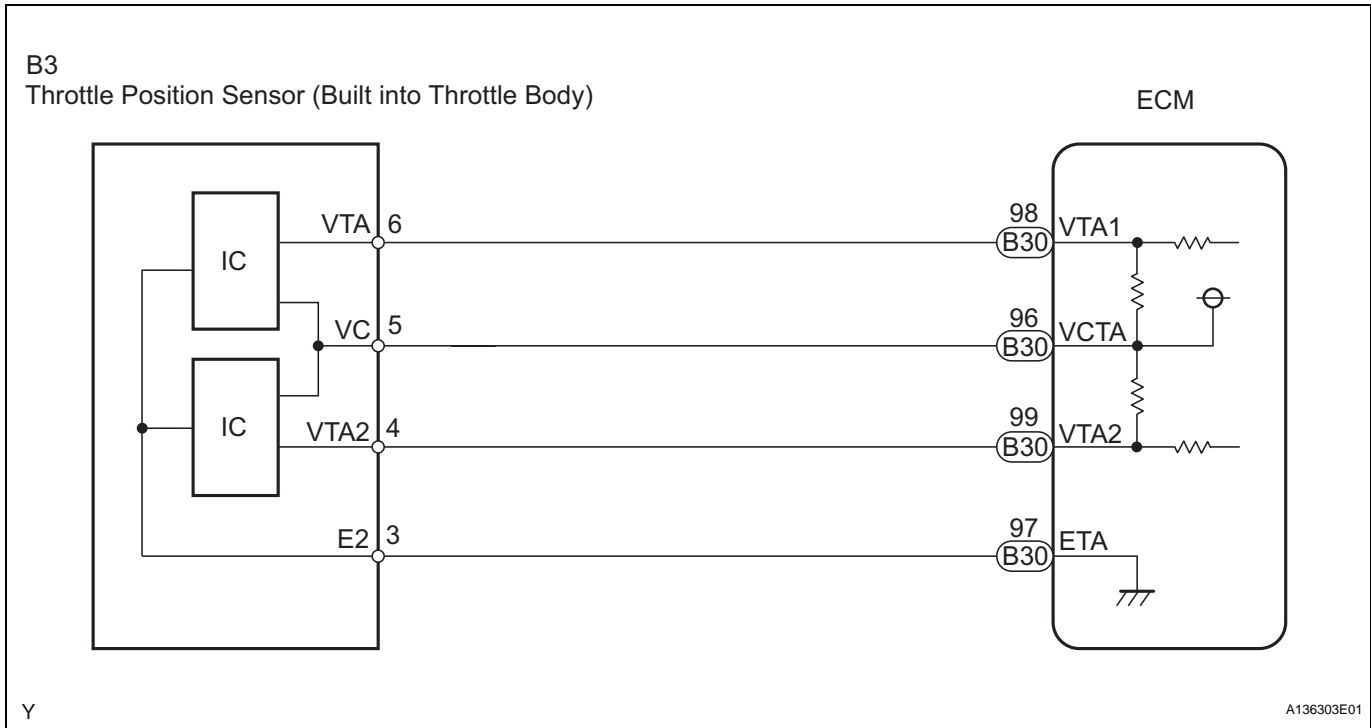 B3
Throttle Position Sensor (Built into Throttle Body)
ECM
IC
IC
VTA 6
VC 5
VTA2 4
E2 3
98
B30 VTA1
96
B30 VCTA
99
B30 VTA2
97
B30 ETA
Y
A136303E01